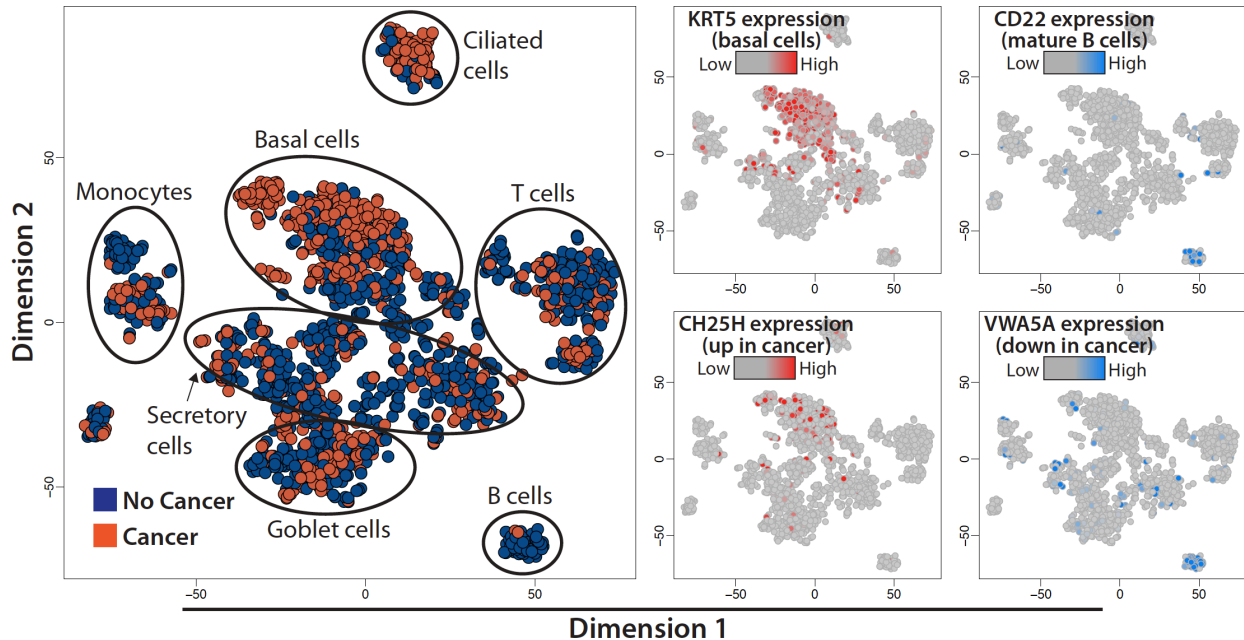 Ciliated
cells
Basal cells
Monocytes
T cells
Secretory
cells
Goblet cells
B cells
No Cancer
Cancer
50
0
−50
−50
0
50
Dimension 2
KRT5 expression
(basal cells)
Low
High
50
0
−50
−50
0
50
CD22 expression
(mature B cells)
Low
High
50
0
−50
−50
0
50
CH25H expression
(up in cancer)
Low
High
50
0
−50
−50
0
50
VWA5A expression
(down in cancer)
Low
High
50
0
−50
−50
0
50
Dimension 1